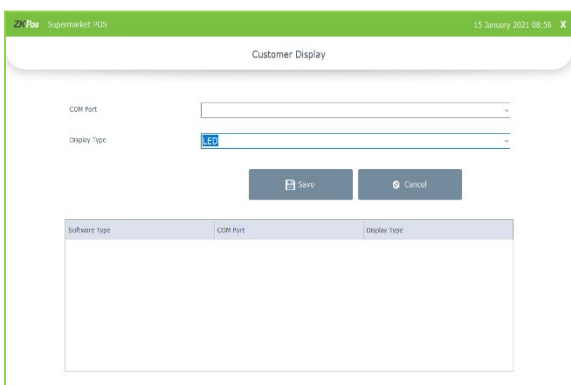 ZKPos Supermarket POS 15 January 2021 08:56 X
Customer Display
COM Port
Display Type LED
Save Cancel
Software Type COM Port Display Type